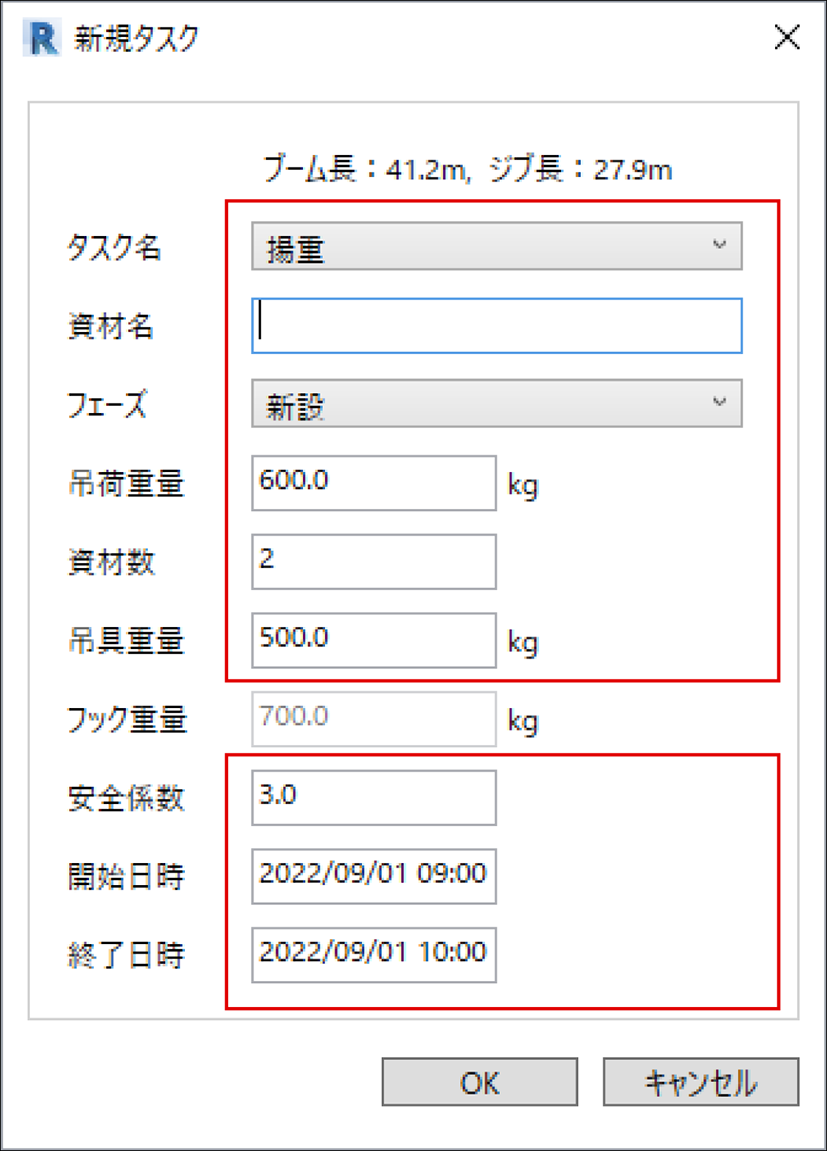 R 新規タスク
ブーム長：41.2m, ジブ長：27.9m
タスク名 揚重
資材名
フェーズ 新設
吊荷重量 600.0 kg
資材数 2
吊具重量 500.0 kg
フック重量 700.0 kg
安全係数 3.0
開始日時 2022/09/01 09:00
終了日時 2022/09/01 10:00
OK キャンセル